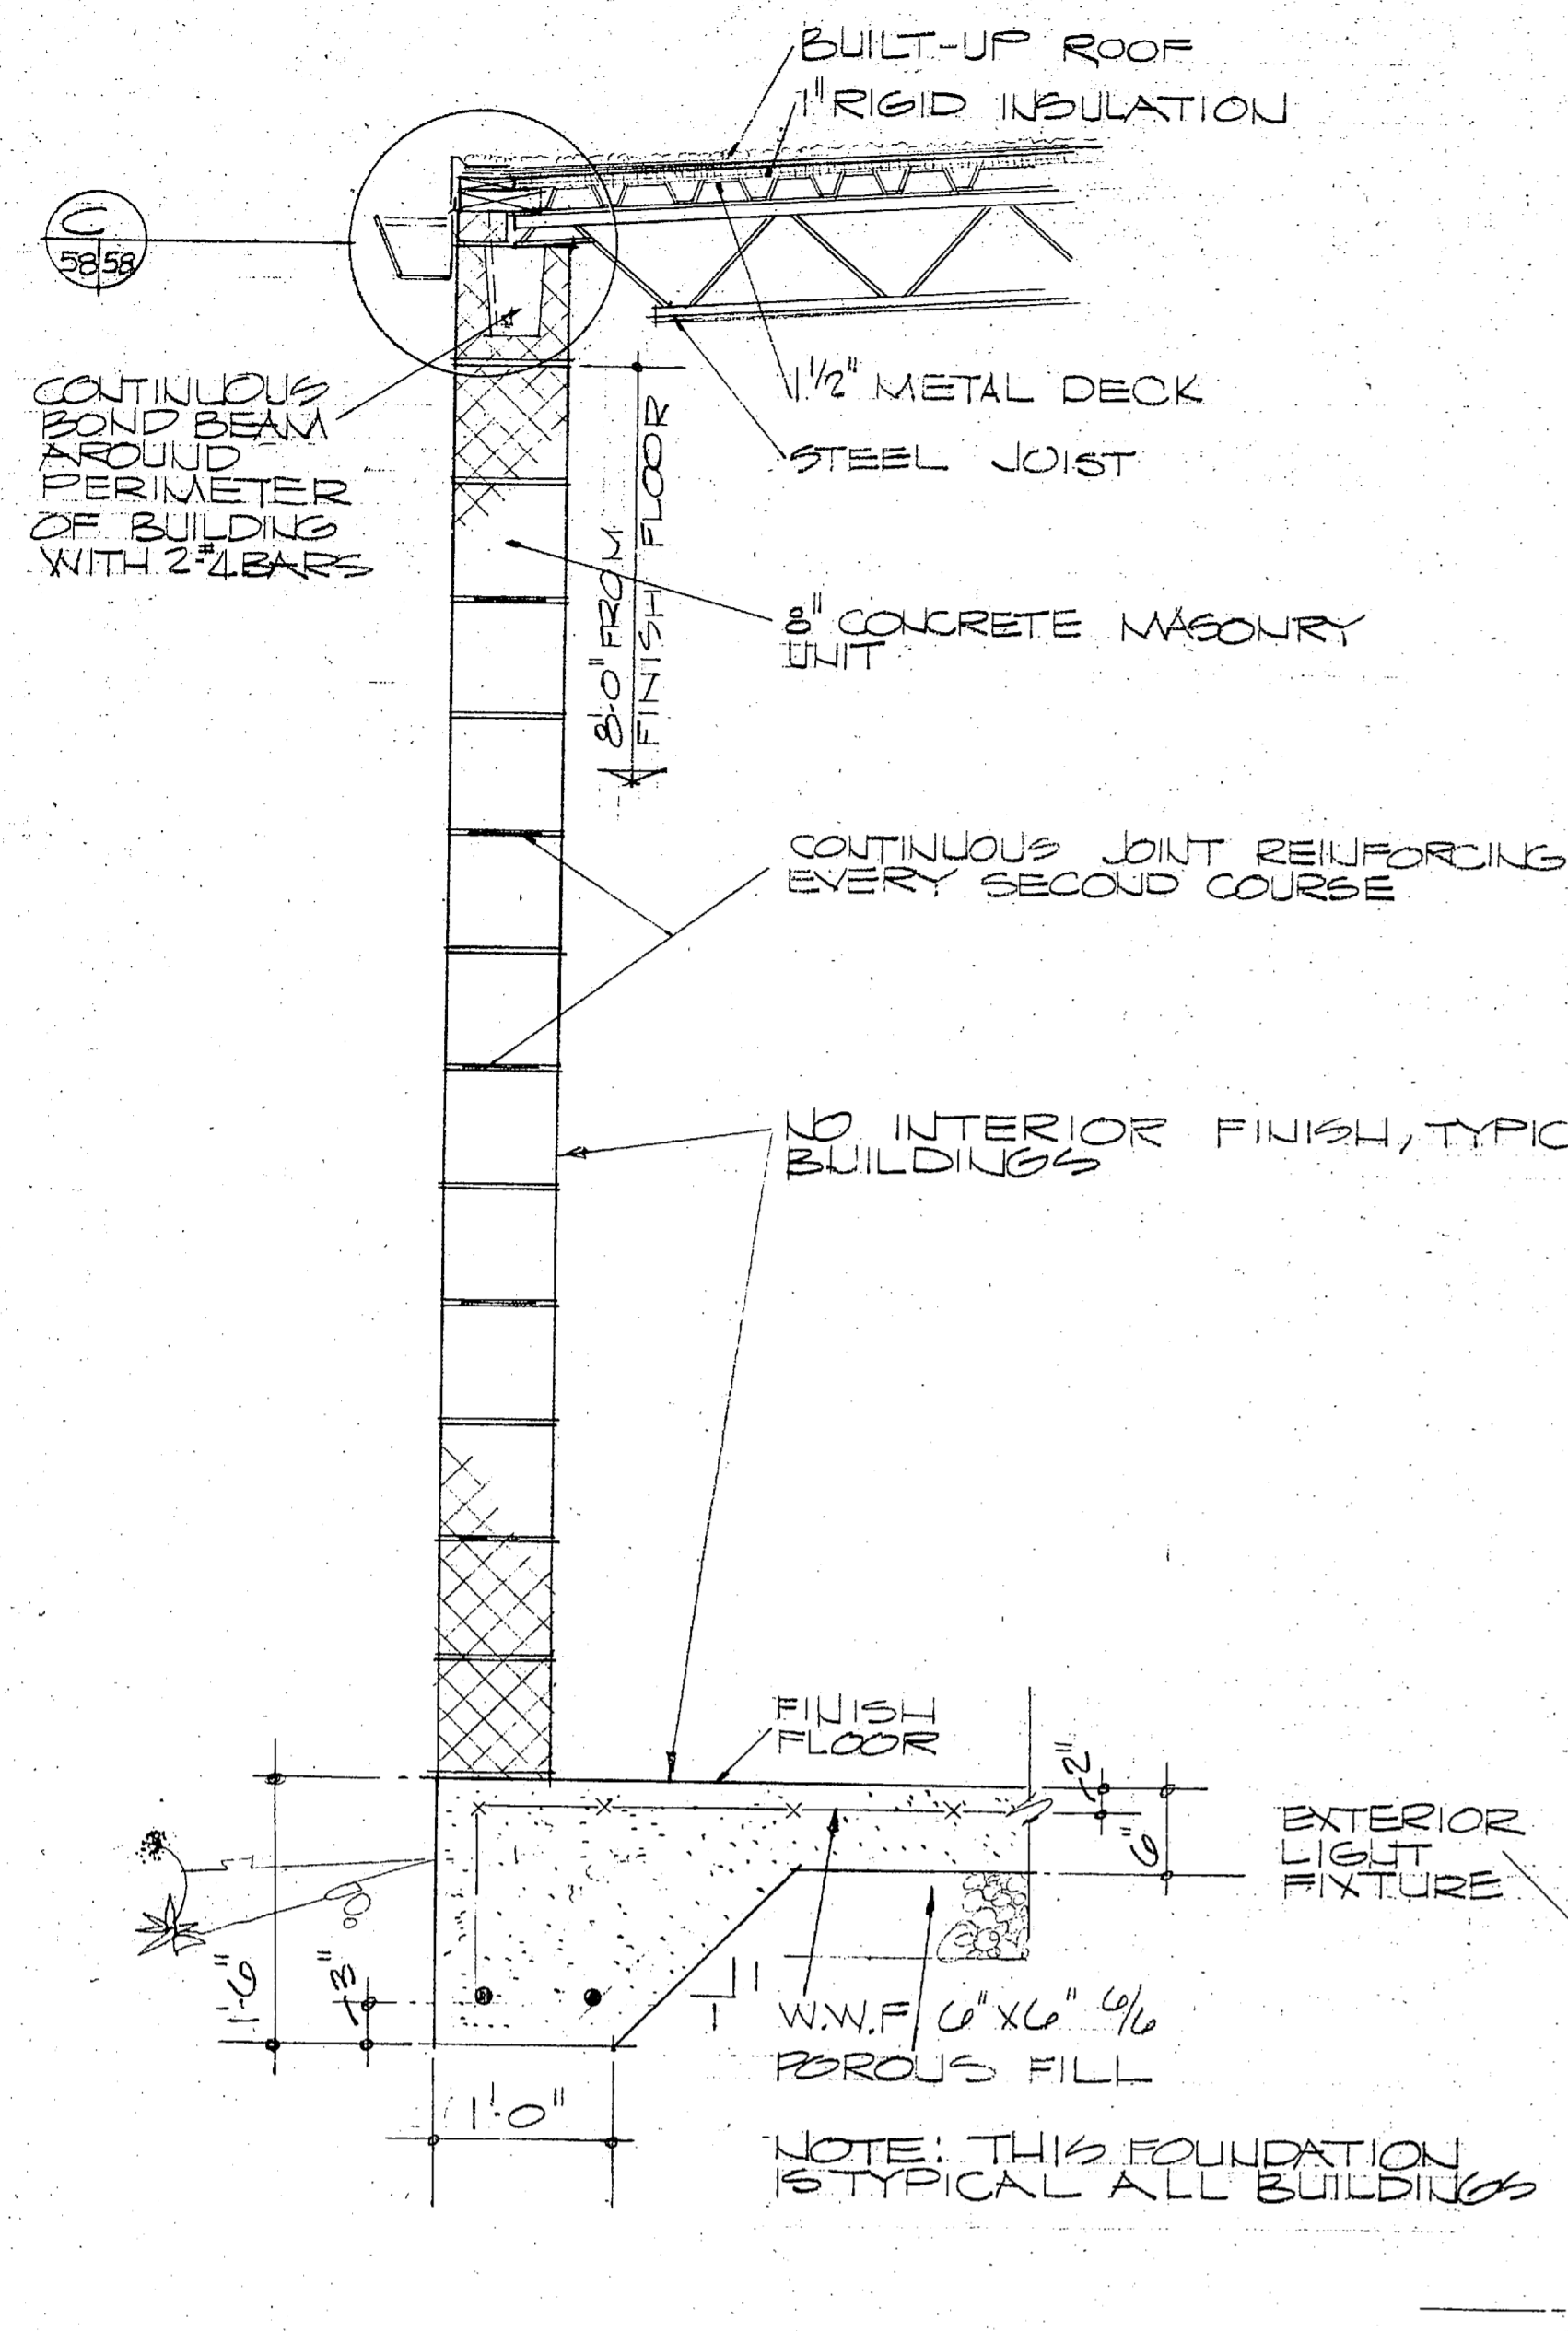 BUILT-UP ROOF
1" RIGID INSULATION
C
58 58
CONTINUOUS
BOND BEAM
AROUND
PERIMETER
OF BUILDING
WITH 2-#4 BARS
1 1/2" METAL DECK
STEEL JOIST
8'-0" FROM
FINISH FLOOR
8" CONCRETE MASONRY
UNIT
CONTINUOUS JOINT REINFORCING
EVERY SECOND COURSE
NO INTERIOR FINISH, TYPIC
BUILDINGS
FINISH
FLOOR
~2"
6"
EXTERIOR
LIGHT
FIXTURE
8"
1'-6"
~3"
1
1
W.W.F 6"X6" 6/6
POROUS FILL
1'-0"
NOTE: THIS FOUNDATION
IS TYPICAL ALL BUILDINGS